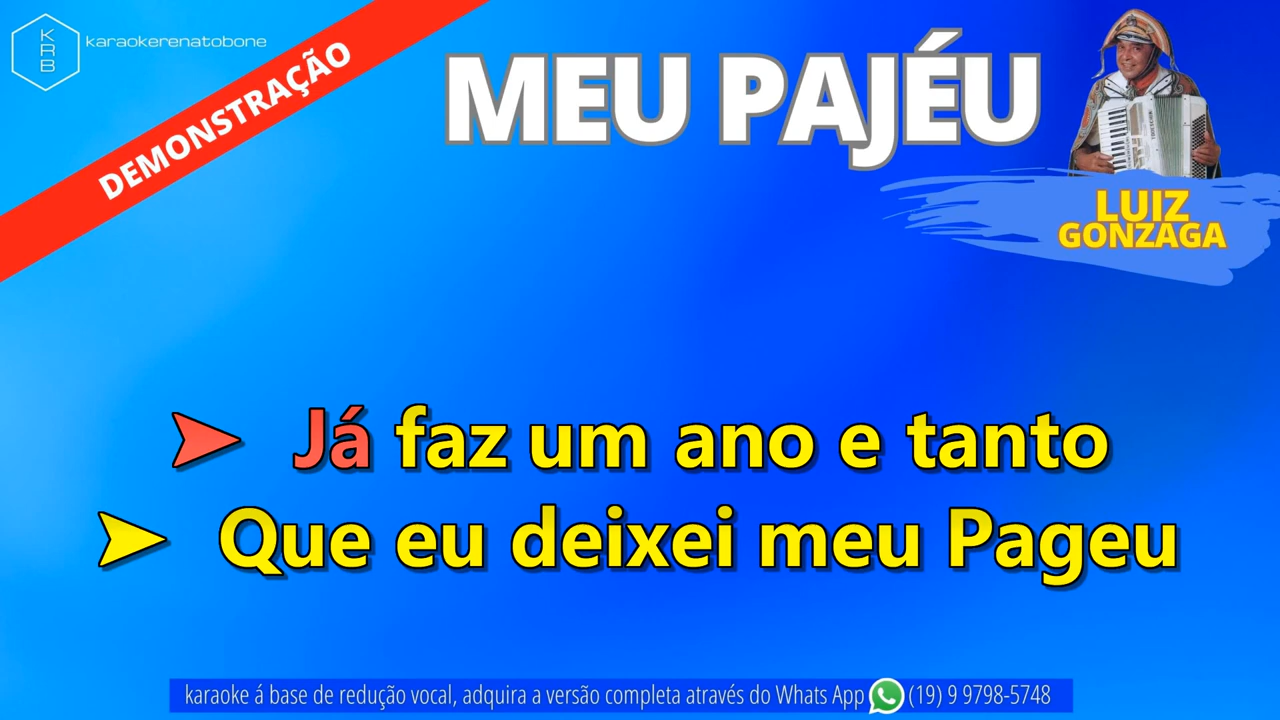 KRB
karaokerenatobone
DEMONSTRAÇÃO
MEU PAJÉU
LUIZ
GONZAGA
Já faz um ano e tanto
Que eu deixei meu Pageu
karaoke á base de redução vocal, adquira a versão completa através do Whats App (19) 9 9798-5748